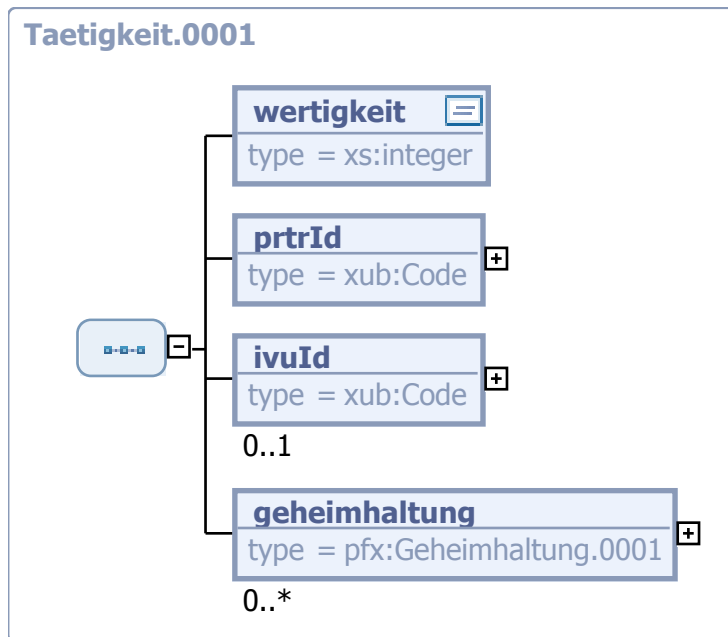 Taetigkeit.0001
wertigkeit
type = xs:integer
prtrId
type = xub:Code
ivuId
type = xub:Code
0..1
geheimhaltung
type = pfx:Geheimhaltung.0001
0..*